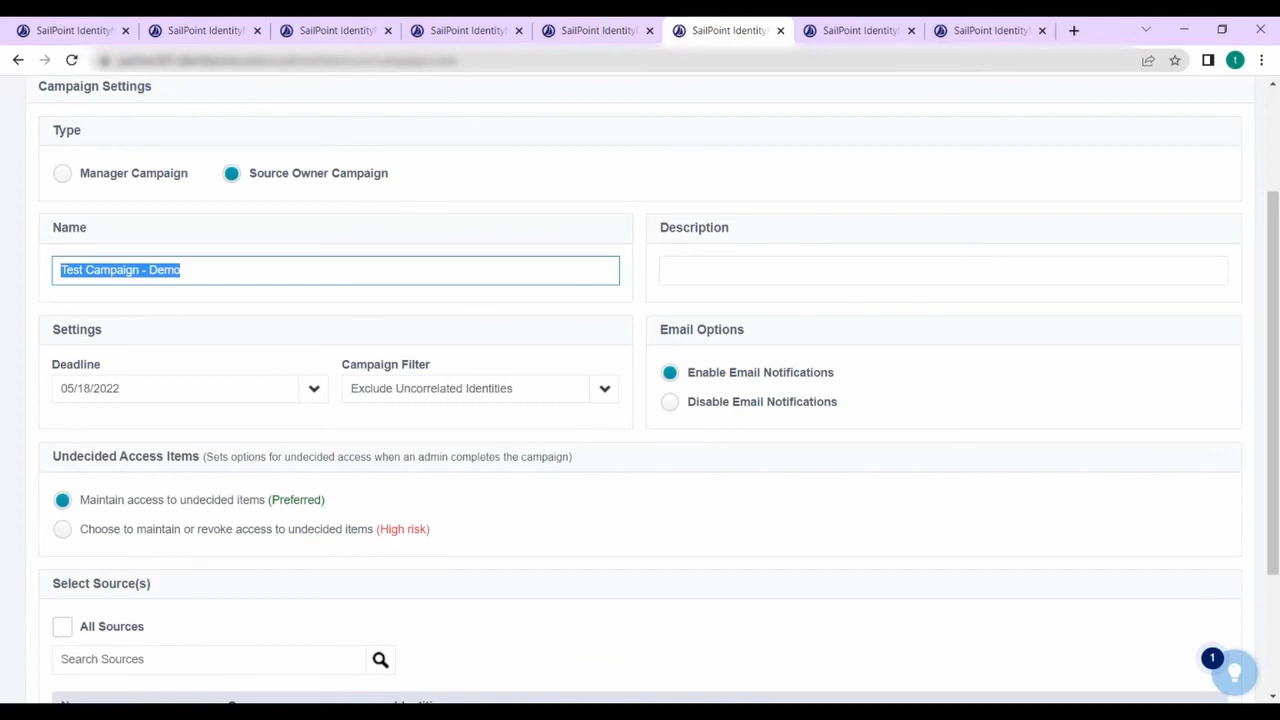 SailPoint Identity SailPoint Identity SailPoint Identity SailPoint Identity SailPoint Identity SailPoint Identity SailPoint Identity SailPoint Identity
t
Campaign Settings
Type
Manager Campaign Source Owner Campaign
Name Description
Test Campaign - Demo
Settings Email Options
Deadline Campaign Filter
05/18/2022 Exclude Uncorrelated Identities
Enable Email Notifications
Disable Email Notifications
Undecided Access Items (Sets options for undecided access when an admin completes the campaign)
Maintain access to undecided items (Preferred)
Choose to maintain or revoke access to undecided items (High risk)
Select Source(s)
All Sources
Search Sources
1